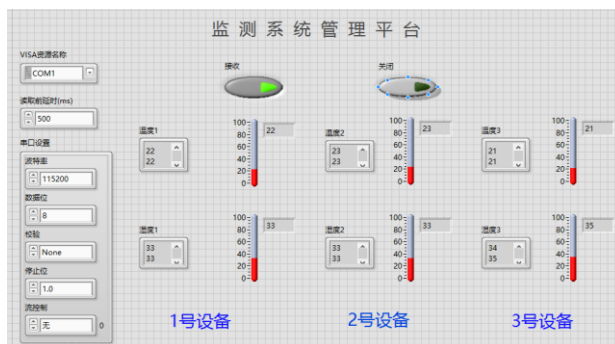 监测系统管理平台
VISA资源名称
COM1
读取前延时(ms)
500
串口设置
波特率
115200
数据位
8
校验
None
停止位
1.0
流控制
无
0
接收
关闭
温度1
22
22
100
80
60
40
20
0
22
温度2
23
23
100
80
60
40
20
0
23
温度3
21
21
100
80
60
40
20
0
21
温度1
33
33
100
80
60
40
20
0
33
温度2
33
33
100
80
60
40
20
0
33
温度3
34
35
100
80
60
40
20
0
35
1号设备
2号设备
3号设备